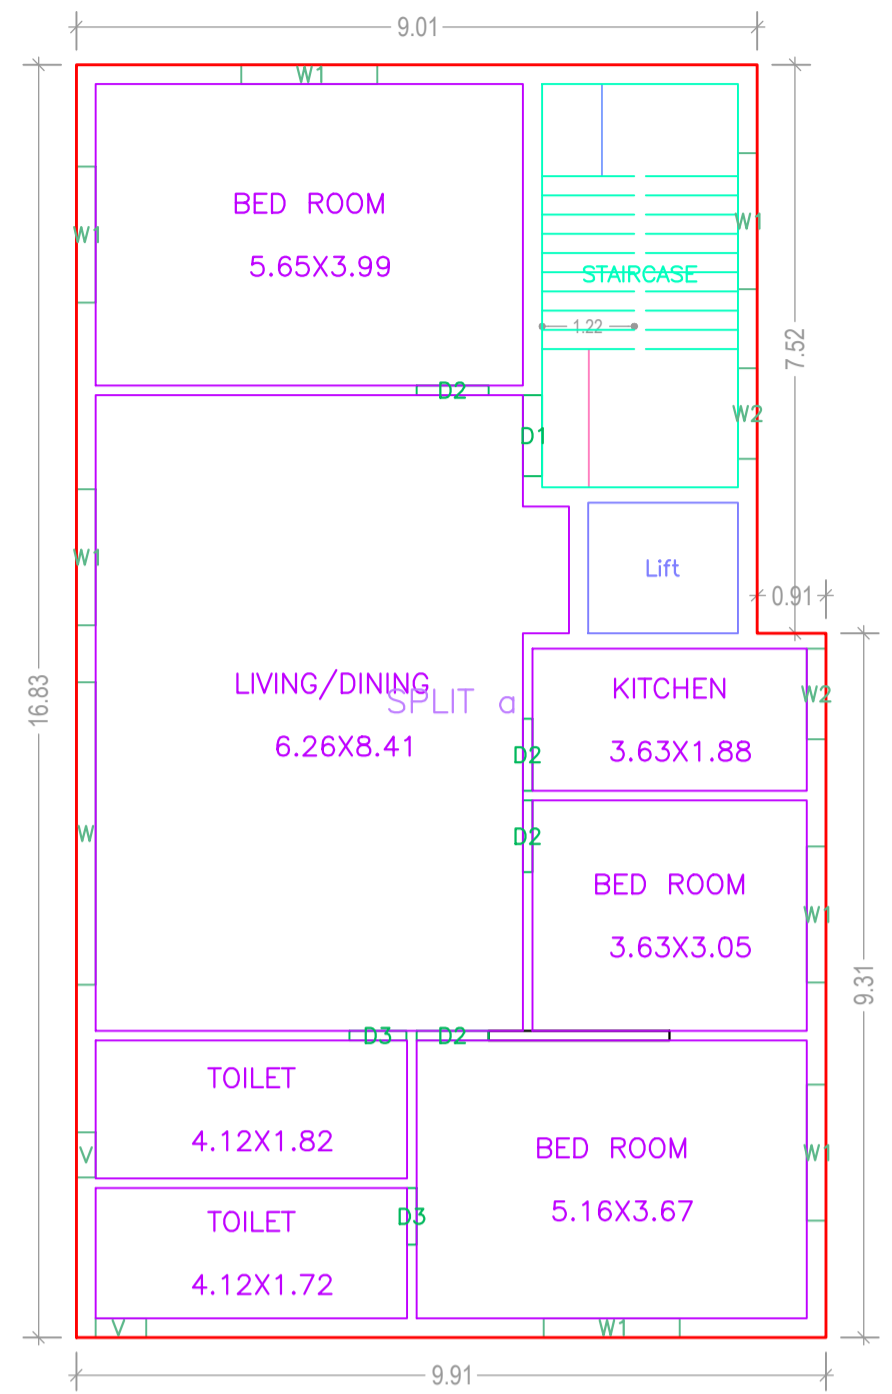 9.01
W1
BED ROOM
5.65X3.99
W1
W1
STAIRCASE
1.22
7.52
D2
W2
D1
W1
Lift
0.91
LIVING/DINING
SPLIT a
6.26X8.41
16.83
KITCHEN
3.63X1.88
W2
D2
W
D2
BED ROOM
3.63X3.05
W1
9.31
D3
D2
TOILET
4.12X1.82
V
BED ROOM
5.16X3.67
W1
TOILET
4.12X1.72
D3
V
W1
9.91